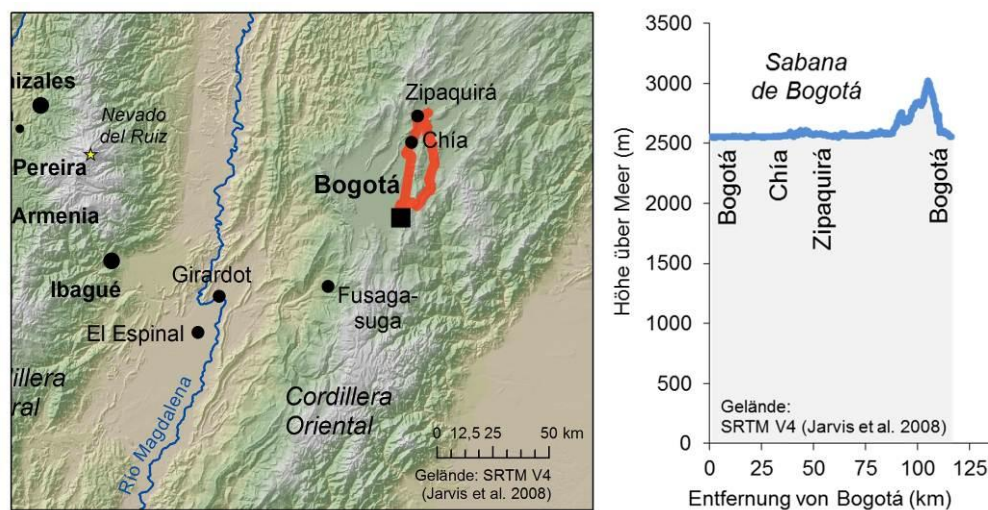 nizales
Nevado
del Ruiz
Pereira
Armenia
Ibagué
Girardot
El Espinal
Zipaquirá
Chía
Bogotá
Fusaga-
suga
Cordillera
Oriental
illera
ral
Río Magdalena
0 12,5 25 50 km
Gelände: SRTM V4
(Jarvis et al. 2008)
Höhe über Meer (m)
3500
3000
2500
2000
1500
1000
500
0
Sabana
de Bogotá
Bogotá
Chía
Zipaquirá
Bogotá
Gelände:
SRTM V4 (Jarvis et al. 2008)
0 25 50 75 100 125
Entfernung von Bogotá (km)